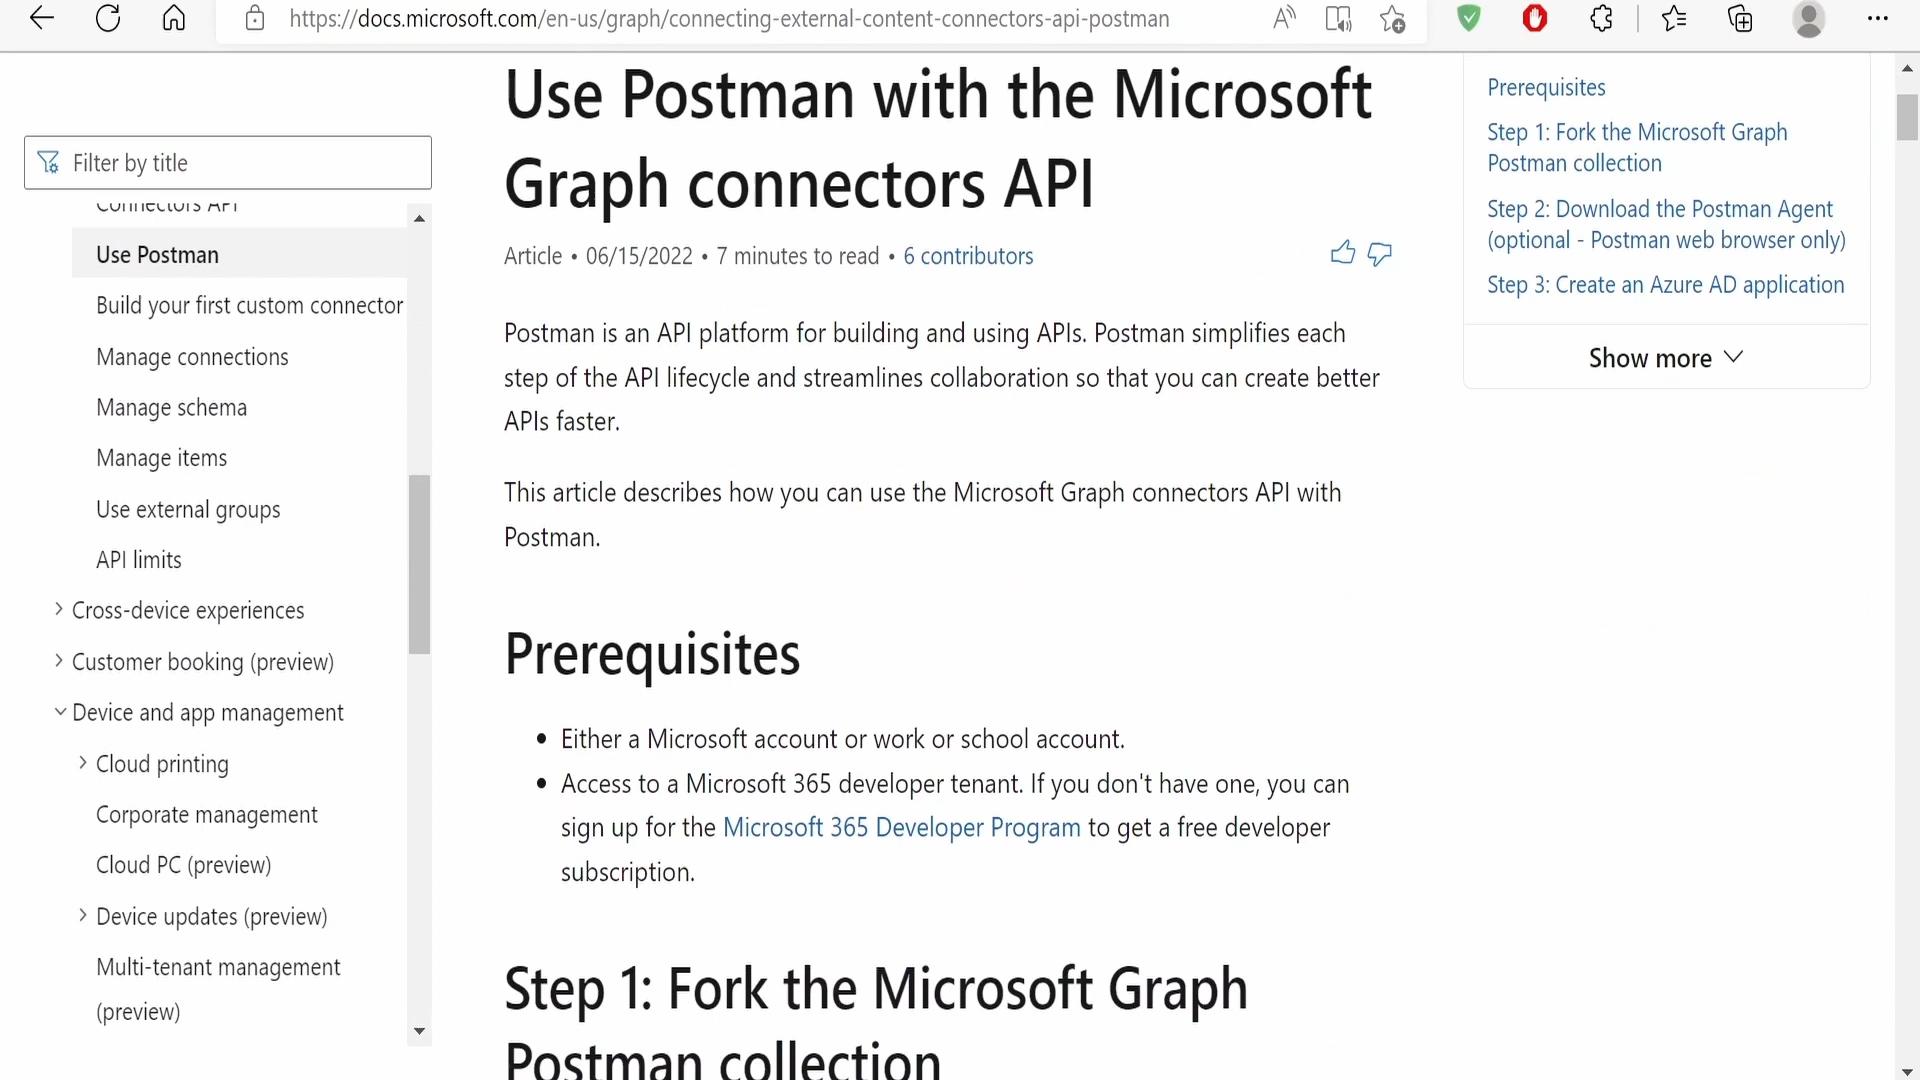 https://docs.microsoft.com/en-us/graph/connecting-external-content-connectors-api-postman
Filter by title
Connectors API
Use Postman
Build your first custom connector
Manage connections
Manage schema
Manage items
Use external groups
API limits
Cross-device experiences
Customer booking (preview)
Device and app management
Cloud printing
Corporate management
Cloud PC (preview)
Device updates (preview)
Multi-tenant management
(preview)
Use Postman with the Microsoft
Graph connectors API
Article • 06/15/2022 • 7 minutes to read • 6 contributors
Postman is an API platform for building and using APIs. Postman simplifies each
step of the API lifecycle and streamlines collaboration so that you can create better
APIs faster.
This article describes how you can use the Microsoft Graph connectors API with
Postman.
Prerequisites
• Either a Microsoft account or work or school account.
• Access to a Microsoft 365 developer tenant. If you don't have one, you can
sign up for the Microsoft 365 Developer Program to get a free developer
subscription.
Step 1: Fork the Microsoft Graph
Postman collection
Prerequisites
Step 1: Fork the Microsoft Graph
Postman collection
Step 2: Download the Postman Agent
(optional - Postman web browser only)
Step 3: Create an Azure AD application
Show more